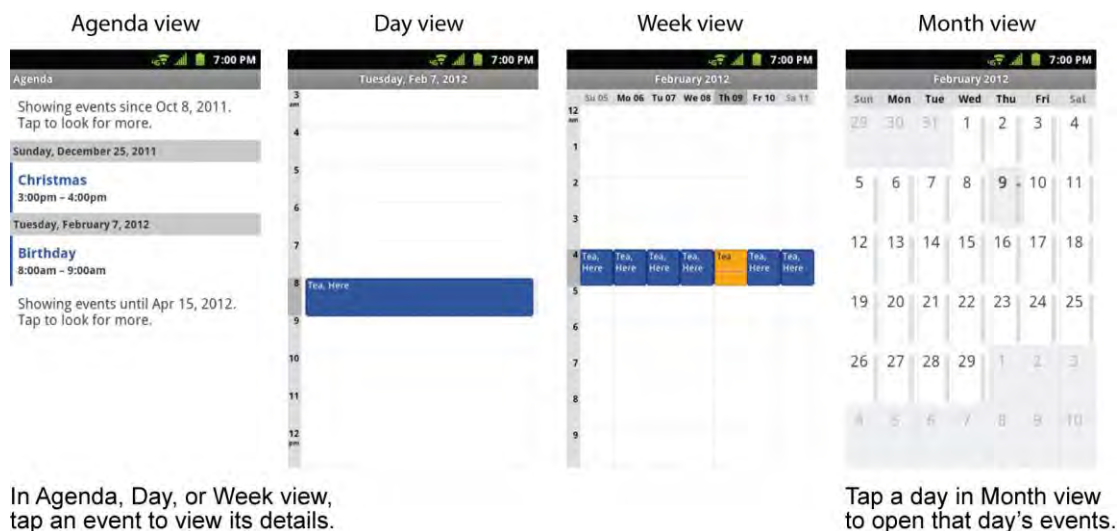 Agenda view
7:00 PM
Agenda
Showing events since Oct 8, 2011.
Tap to look for more.
Sunday, December 25, 2011
Christmas
3:00pm – 4:00pm
Tuesday, February 7, 2012
Birthday
8:00am – 9:00am
Showing events until Apr 15, 2012.
Tap to look for more.
Day view
7:00 PM
Tuesday, Feb 7, 2012
3
am
4
5
6
7
8 Tea, Here
9
10
11
12
pm
Week view
7:00 PM
February 2012
Su 05 Mo 06 Tu 07 We 08 Th 09 Fr 10 Sa 11
12
am
1
2
3
4 Tea, Tea, Tea, Tea, Tea Tea, Tea,
Here Here Here Here Here Here
5
6
7
8
9
Month view
7:00 PM
February 2012
Sun Mon Tue Wed Thu Fri Sat
29 30 31 1 2 3 4
5 6 7 8 9 10 11
12 13 14 15 16 17 18
19 20 21 22 23 24 25
26 27 28 29 1 2 3
4 5 6 7 8 9 10
In Agenda, Day, or Week view,
tap an event to view its details.
Tap a day in Month view
to open that day's events.